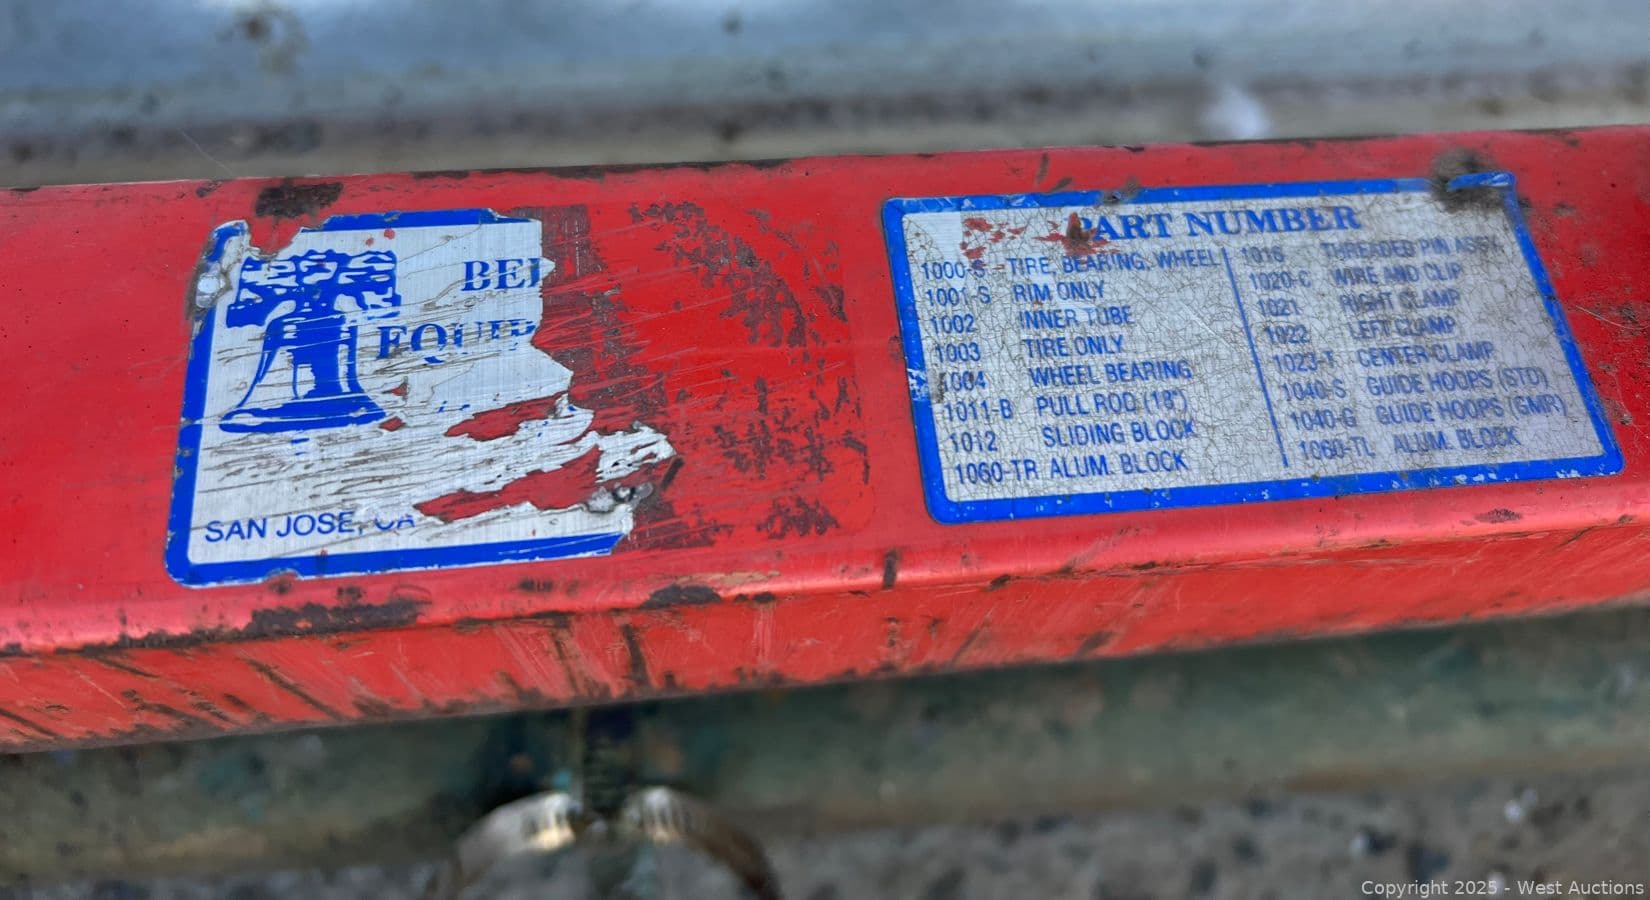 BEL
EQUIP
SAN JOSE, CA
PART NUMBER
1000-S - TIRE, BEARING, WHEEL
1001-S RIM ONLY
1002 INNER TUBE
1003 TIRE ONLY
1004 WHEEL BEARING
1011-B PULL ROD (18")
1012 SLIDING BLOCK
1060-TR ALUM. BLOCK
1016 THREADED PIN ASSY.
1020-C WIRE AND CLIP
1021 RIGHT CLAMP
1022 LEFT CLAMP
1023-T CENTER CLAMP
1040-S GUIDE HOOPS (STD)
1040-G GUIDE HOOPS (GMR)
1060-TL ALUM. BLOCK
Copyright 2025 - West Auctions